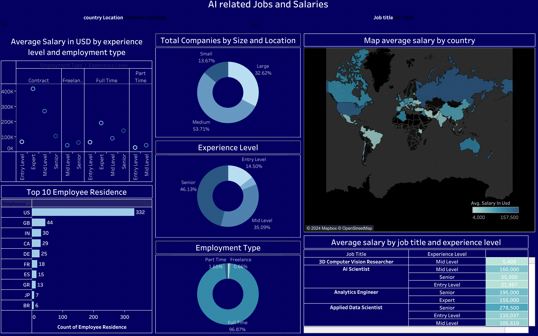 AI related Jobs and Salaries
country Location
Job title
Average Salary in USD by experience
level and employment type
Contract
Freelan..
Full Time
Part
Time
400K
300K
200K
100K
0K
Entry Level
Expert
Mid Level
Senior
Mid Level
Senior
Entry Level
Expert
Mid Level
Senior
Entry Level
Total Companies by Size and Location
Small
13.67%
Large
32.62%
Medium
53.71%
Map average salary by country
Avg. Salary In Usd
4,000
157,500
© 2024 Mapbox © OpenStreetMap
Experience Level
Entry Level
14.50%
Senior
46.13%
Mid Level
35.09%
Top 10 Employee Residence
US
332
GB
44
IN
30
CA
29
DE
25
FR
18
ES
15
GR
13
JP
7
BR
6
0
100
200
300
Count of Employee Residence
Employment Type
Part Time
Freelance
Full Time
96.87%
Average salary by job title and experience level
Job Title
Experience Level
3D Computer Vision Researcher
Mid Level
AI Scientist
Mid Level
160,000
Senior
Entry Level
Analytics Engineer
Senior
195,000
Expert
155,000
Applied Data Scientist
Senior
278,500
Entry Level
Mid Level